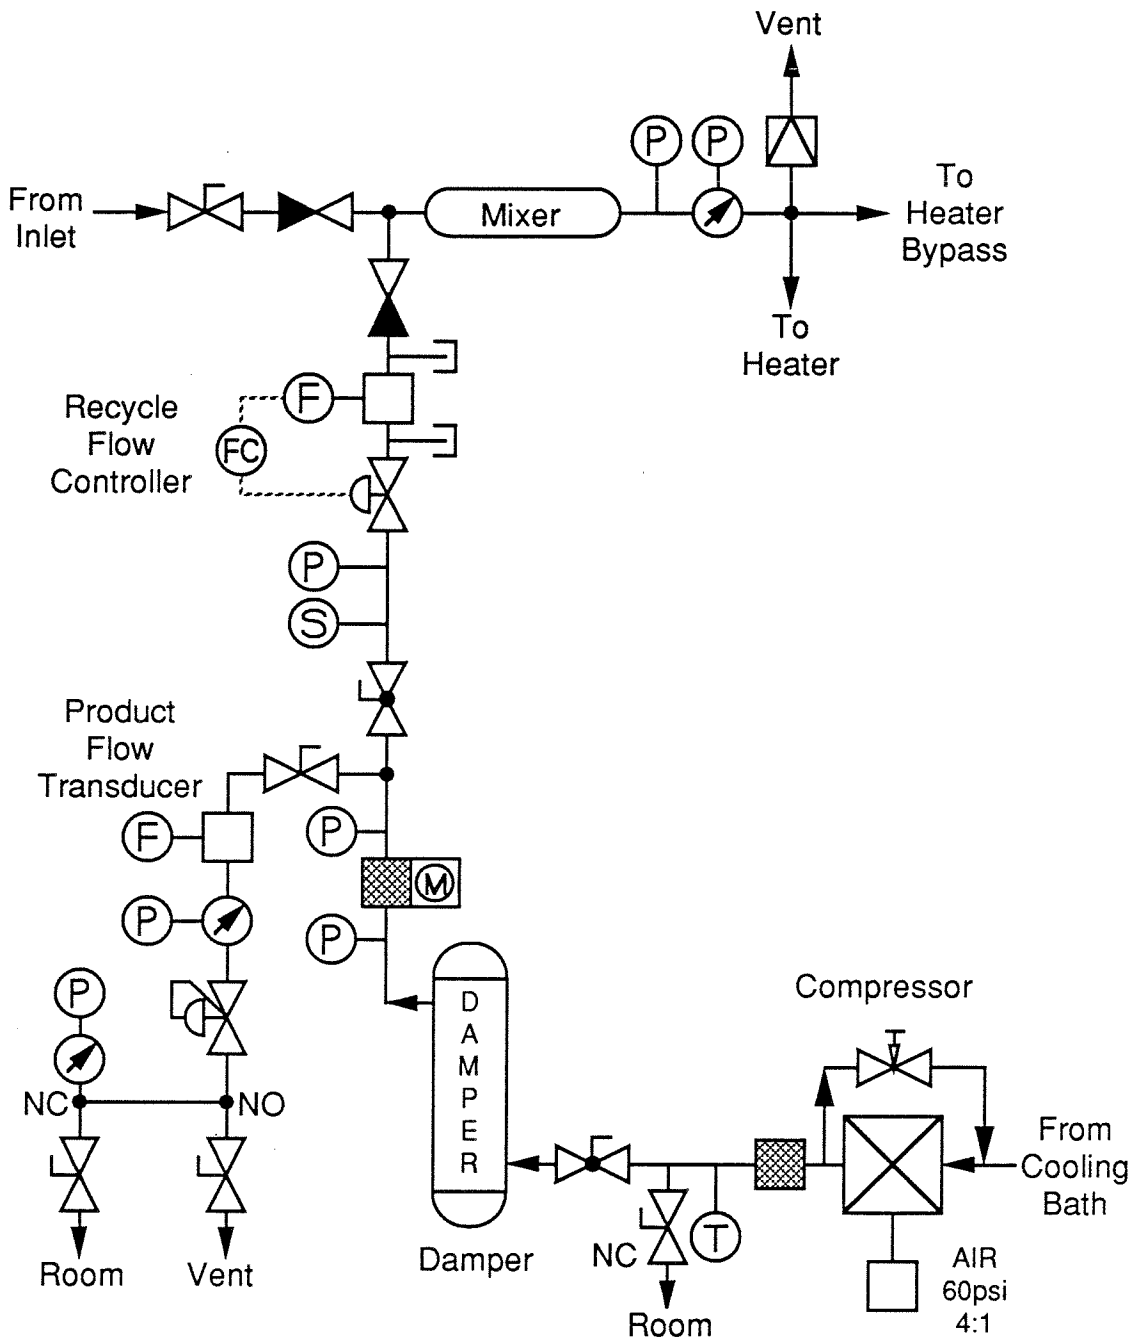 Vent
P
P
From
Inlet
Mixer
To
Heater
Bypass
To
Heater
Recycle
Flow
Controller
F
FC
P
S
Product
Flow
Transducer
F
P
P
M
P
P
NC
NO
D
A
M
P
E
R
Compressor
From
Cooling
Bath
Room
Vent
Damper
NC
T
Room
AIR
60psi
4:1